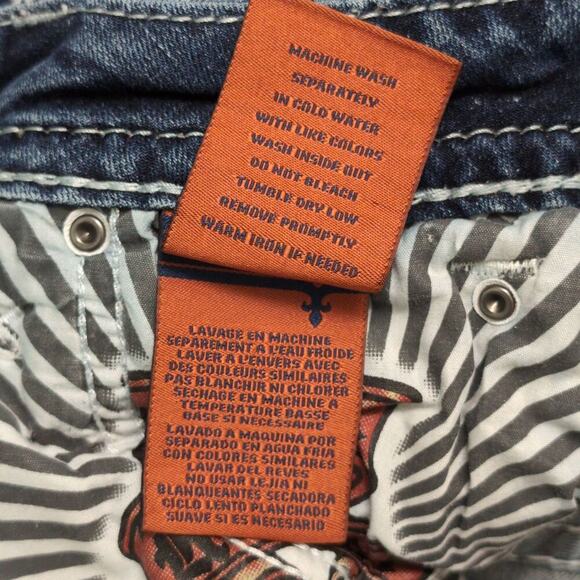 MACHINE WASH
SEPARATELY
IN COLD WATER
WITH LIKE COLORS
WASH INSIDE OUT
DO NOT BLEACH
TUMBLE DRY LOW
REMOVE PROMPTLY
WARM IRON IF NEEDED
LAVAGE EN MACHINE
SEPAREMENT A L'EAU FROIDE
LAVER A L'ENVERS AVEC
DES COULEURS SIMILAIRES
PAS BLANCHIR NI CHLORER
SECHAGE EN MACHINE A
TEMPERATURE BASSE
BASE SI NECESSAIRE
LAVADO A MAQUINA POR
SEPARADO EN AGUA FRIA
CON COLORES SIMILARES
LAVAR DEL REVES
NO USAR LEJIA NI
BLANQUEANTES SECADORA
CICLO LENTO PLANCHADO
SUAVE SI ES NECESARIO